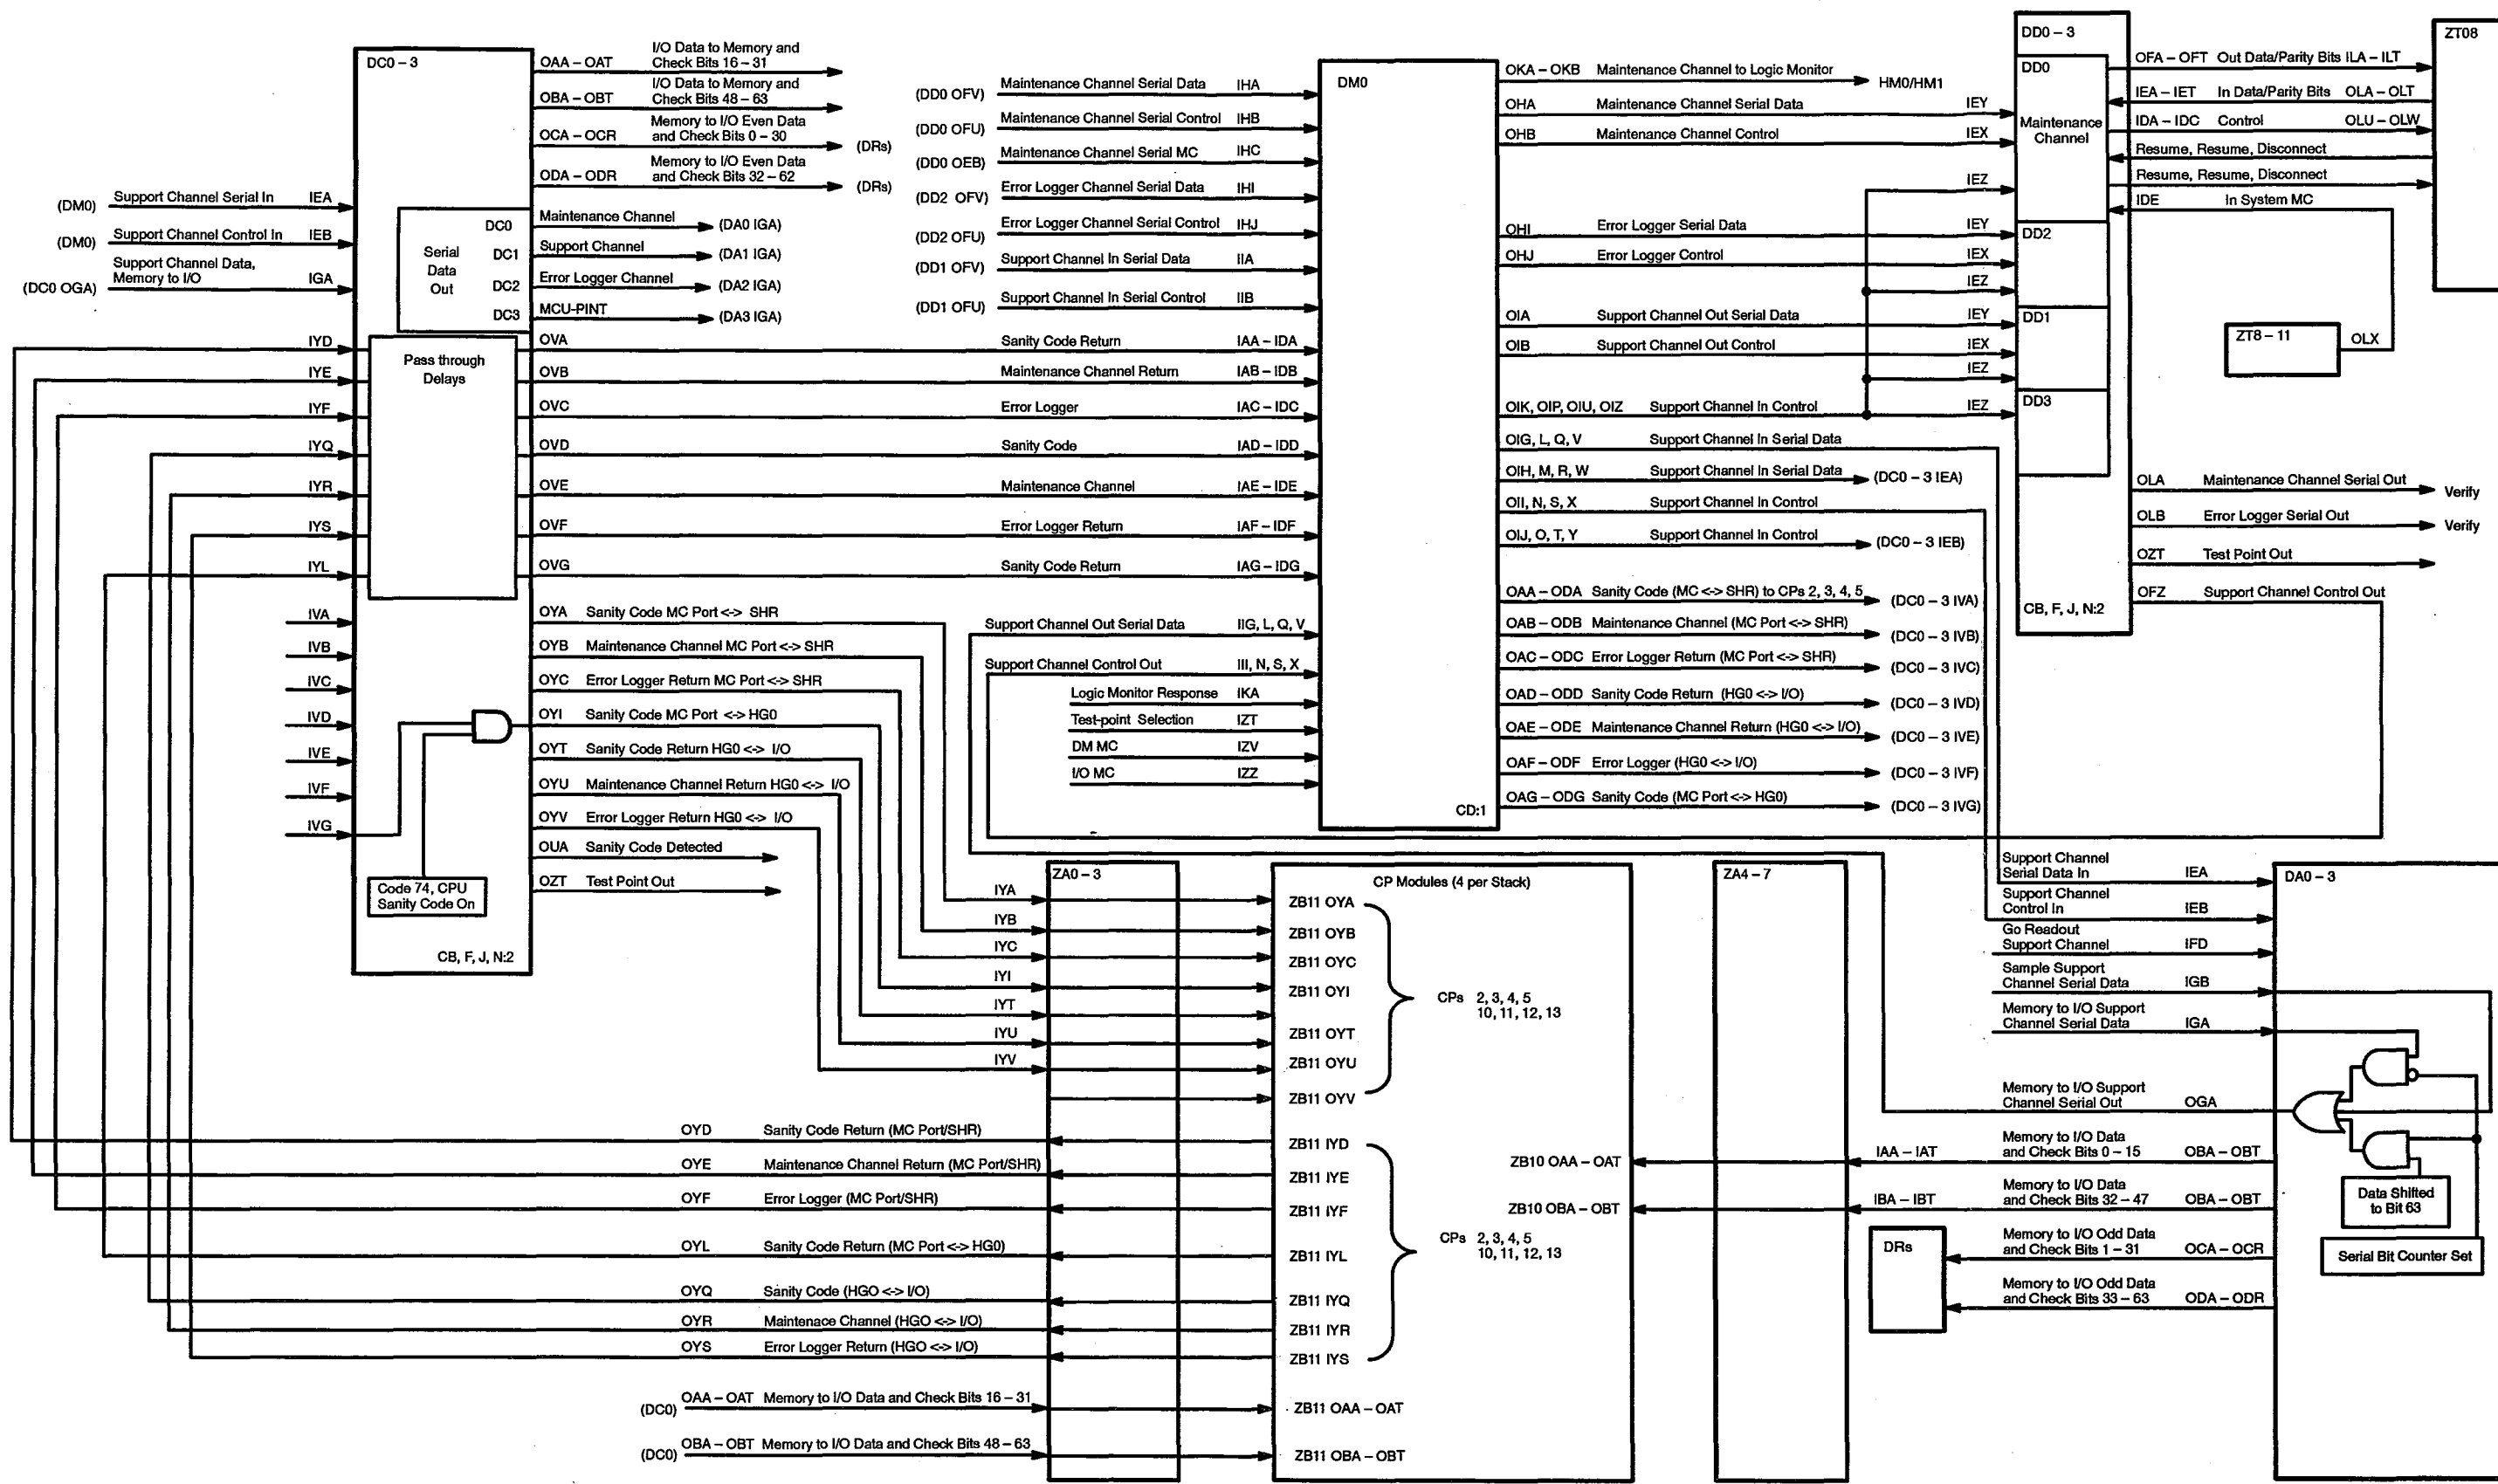 DC0 – 3
OAA – OAT
I/O Data to Memory and
Check Bits 16 – 31
OBA – OBT
I/O Data to Memory and
Check Bits 48 – 63
OCA – OCR
Memory to I/O Even Data
and Check Bits 0 – 30
(DRs)
ODA – ODR
Memory to I/O Even Data
and Check Bits 32 – 62
(DRs)
(DM0) Support Channel Serial In IEA
(DM0) Support Channel Control In IEB
(DC0 OGA) Support Channel Data,
Memory to I/O IGA
Serial
Data
Out
DC0 Maintenance Channel (DA0 IGA)
DC1 Support Channel (DA1 IGA)
DC2 Error Logger Channel (DA2 IGA)
DC3 MCU-PINT (DA3 IGA)
Pass through
Delays
IYD
IYE
IYF
IYQ
IYR
IYS
IYL
IVA
IVB
IVC
IVD
IVE
IVF
IVG
OVA Sanity Code Return IAA – IDA
OVB Maintenance Channel Return IAB – IDB
OVC Error Logger IAC – IDC
OVD Sanity Code IAD – IDD
OVE Maintenance Channel IAE – IDE
OVF Error Logger Return IAF – IDF
OVG Sanity Code Return IAG – IDG
OYA Sanity Code MC Port <-> SHR
OYB Maintenance Channel MC Port <-> SHR
OYC Error Logger Return MC Port <-> SHR
OYI Sanity Code MC Port <-> HG0
OYT Sanity Code Return HG0 <-> I/O
OYU Maintenance Channel Return HG0 <-> I/O
OYV Error Logger Return HG0 <-> I/O
OUA Sanity Code Detected
OZT Test Point Out
Code 74, CPU
Sanity Code On
CB, F, J, N:2
(DD0 OFV) Maintenance Channel Serial Data IHA
(DD0 OFU) Maintenance Channel Serial Control IHB
(DD0 OEB) Maintenance Channel Serial MC IHC
(DD2 OFV) Error Logger Channel Serial Data IHI
(DD2 OFU) Error Logger Channel Serial Control IHJ
(DD1 OFV) Support Channel In Serial Data IIA
(DD1 OFU) Support Channel In Serial Control IIB
Support Channel Out Serial Data IIG, L, Q, V
Support Channel Control Out III, N, S, X
Logic Monitor Response IKA
Test-point Selection IZT
DM MC IZV
I/O MC IZZ
DM0
CD:1
OKA – OKB Maintenance Channel to Logic Monitor HM0/HM1
OHA Maintenance Channel Serial Data IEY
OHB Maintenance Channel Control IEX
IEZ
OHI Error Logger Serial Data IEY
OHJ Error Logger Control IEX
IEZ
OIA Support Channel Out Serial Data IEY
OIB Support Channel Out Control IEX
IEZ
OIK, OIP, OIU, OIZ Support Channel In Control IEZ
OIG, L, Q, V Support Channel In Serial Data
OIH, M, R, W Support Channel In Serial Data (DC0 – 3 IEA)
OII, N, S, X Support Channel In Control
OIJ, O, T, Y Support Channel In Control (DC0 – 3 IEB)
OAA – ODA Sanity Code (MC <-> SHR) to CPs 2, 3, 4, 5 (DC0 – 3 IVA)
OAB – ODB Maintenance Channel (MC Port <-> SHR) (DC0 – 3 IVB)
OAC – ODC Error Logger Return (MC Port <-> SHR) (DC0 – 3 IVC)
OAD – ODD Sanity Code Return (HG0 <-> I/O) (DC0 – 3 IVD)
OAE – ODE Maintenance Channel Return (HG0 <-> I/O) (DC0 – 3 IVE)
OAF – ODF Error Logger (HG0 <-> I/O) (DC0 – 3 IVF)
OAG – ODG Sanity Code (MC Port <-> HG0) (DC0 – 3 IVG)
DD0 – 3
DD0
Maintenance
Channel
DD2
DD1
DD3
CB, F, J, N:2
ZT08
OFA – OFT Out Data/Parity Bits ILA – ILT
IEA – IET In Data/Parity Bits OLA – OLT
IDA – IDC Control OLU – OLW
Resume, Resume, Disconnect
Resume, Resume, Disconnect
IDE In System MC
ZT8 – 11 OLX
OLA Maintenance Channel Serial Out Verify
OLB Error Logger Serial Out Verify
OZT Test Point Out
OFZ Support Channel Control Out
ZA0 – 3
IYA
IYB
IYC
IYI
IYT
IYU
IYV
CP Modules (4 per Stack)
ZB11 OYA
ZB11 OYB
ZB11 OYC
ZB11 OYI
ZB11 OYT
ZB11 OYU
ZB11 OYV
CPs 2, 3, 4, 5
10, 11, 12, 13
OYD Sanity Code Return (MC Port/SHR) ZB11 IYD
OYE Maintenance Channel Return (MC Port/SHR) ZB11 IYE
OYF Error Logger (MC Port/SHR) ZB11 IYF
OYL Sanity Code Return (MC Port <-> HG0) ZB11 IYL
OYQ Sanity Code (HGO <-> I/O) ZB11 IYQ
OYR Maintenace Channel (HGO <-> I/O) ZB11 IYR
OYS Error Logger Return (HGO <-> I/O) ZB11 IYS
CPs 2, 3, 4, 5
10, 11, 12, 13
(DC0) OAA – OAT Memory to I/O Data and Check Bits 16 – 31 ZB11 OAA – OAT
(DC0) OBA – OBT Memory to I/O Data and Check Bits 48 – 63 ZB11 OBA – OBT
ZB10 OAA – OAT
ZB10 OBA – OBT
ZA4 – 7
DA0 – 3
Support Channel
Serial Data In IEA
Support Channel
Control In IEB
Go Readout
Support Channel IFD
Sample Support
Channel Serial Data IGB
Memory to I/O Support
Channel Serial Data IGA
Memory to I/O Support
Channel Serial Out OGA
IAA – IAT Memory to I/O Data
and Check Bits 0 – 15 OBA – OBT
IBA – IBT Memory to I/O Data
and Check Bits 32 – 47 OBA – OBT
DRs
Memory to I/O Odd Data
and Check Bits 1 – 31 OCA – OCR
Memory to I/O Odd Data
and Check Bits 33 – 63 ODA – ODR
Data Shifted
to Bit 63
Serial Bit Counter Set